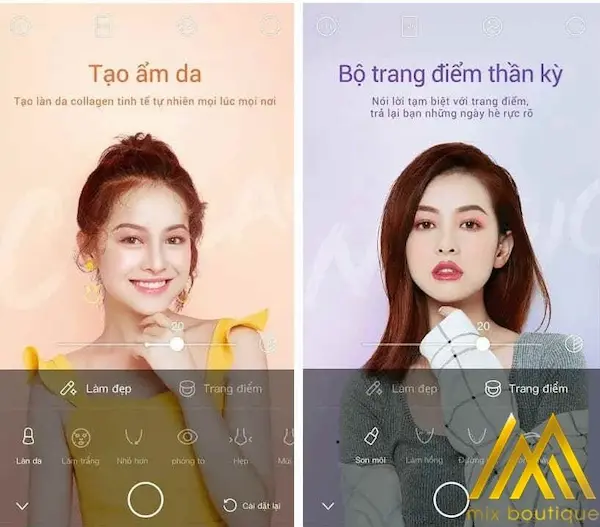 Tạo ẩm da
Tạo làn da collagen tinh tế tự nhiên mọi lúc mọi nơi
20
Làm đẹp
Trang điểm
Làn da
Làm trắng
Nhỏ hơn
phóng to
Hẹp
Mũi
Cài đặt lại
Bộ trang điểm thần kỳ
Nói lời tạm biệt với trang điểm,
trả lại bạn những ngày hè rực rỡ
20
Làm đẹp
Trang điểm
Son môi
Làm hồng
mix boutique